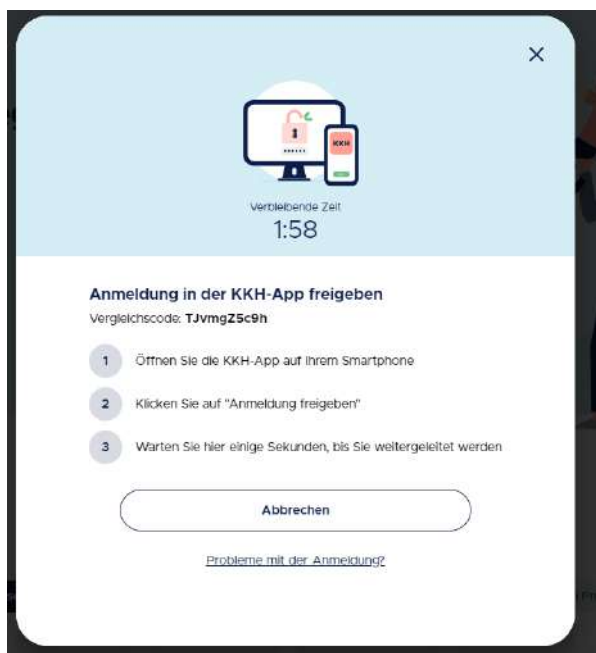 KKH
Verbleibende Zeit
1:58
Anmeldung in der KKH-App freigeben
Vergleichscode: TJvmgZ5c9h
1 Öffnen Sie die KKH-App auf Ihrem Smartphone
2 Klicken Sie auf "Anmeldung freigeben"
3 Warten Sie hier einige Sekunden, bis Sie weitergeleitet werden
Abbrechen
Probleme mit der Anmeldung?